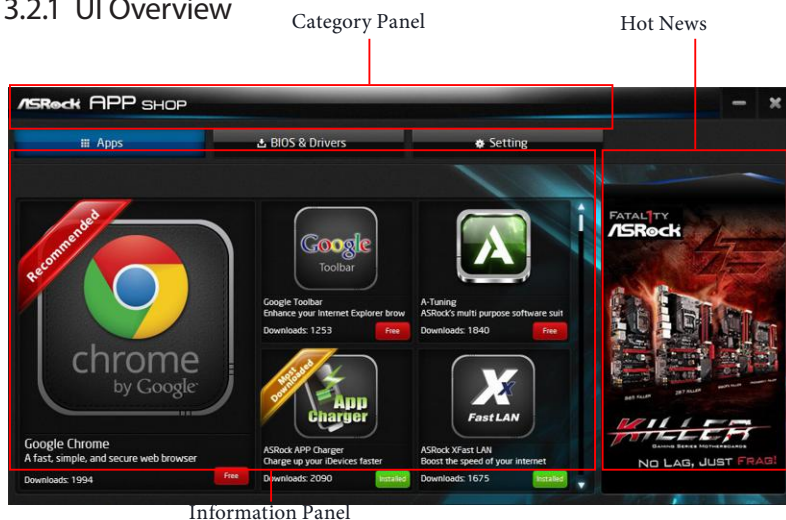 3.2.1 UI Overview
Category Panel
Hot News
ASRock APP SHOP
Apps
BIOS & Drivers
Setting
Recommended
chrome
by Google
Google Chrome
A fast, simple, and secure web browser
Downloads: 1994
Free
Google
Toolbar
Google Toolbar
Enhance your Internet Explorer brow
Downloads: 1253
Free
A-Tuning
ASRock's multi purpose software suit
Downloads: 1840
Free
Most
Downloaded
App
Charger
ASRock APP Charger
Charge up your iDevices faster
Downloads: 2090
Installed
X
Fast LAN
ASRock XFast LAN
Boost the speed of your internet
Downloads: 1675
Installed
FATAL1TY
ASRock
KILLER
GAMING SERIES MOTHERBOARDS
NO LAG, JUST FRAG!
Information Panel